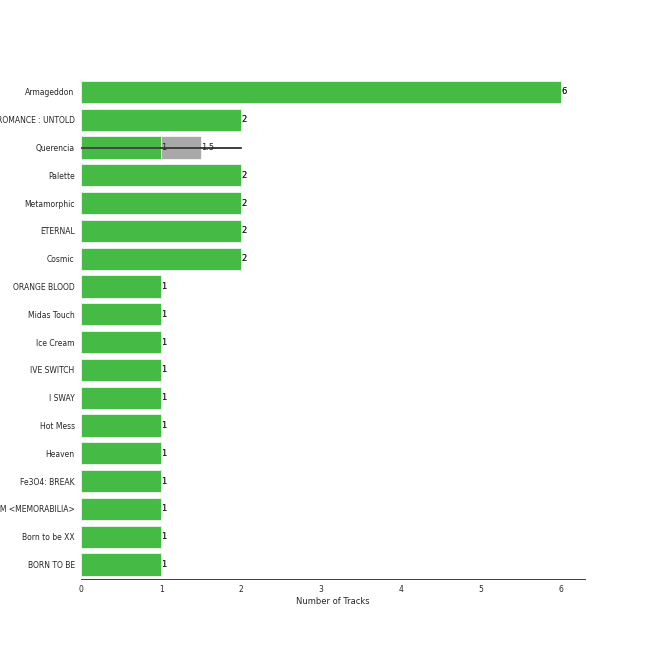 Armageddon 6
ROMANCE : UNTOLD 2
Querencia 1 1.5
Palette 2
Metamorphic 2
ETERNAL 2
Cosmic 2
ORANGE BLOOD 1
Midas Touch 1
Ice Cream 1
IVE SWITCH 1
I SWAY 1
Hot Mess 1
Heaven 1
Fe3O4: BREAK 1
M <MEMORABILIA> 1
Born to be XX 1
BORN TO BE 1
0 1 2 3 4 5 6
Number of Tracks